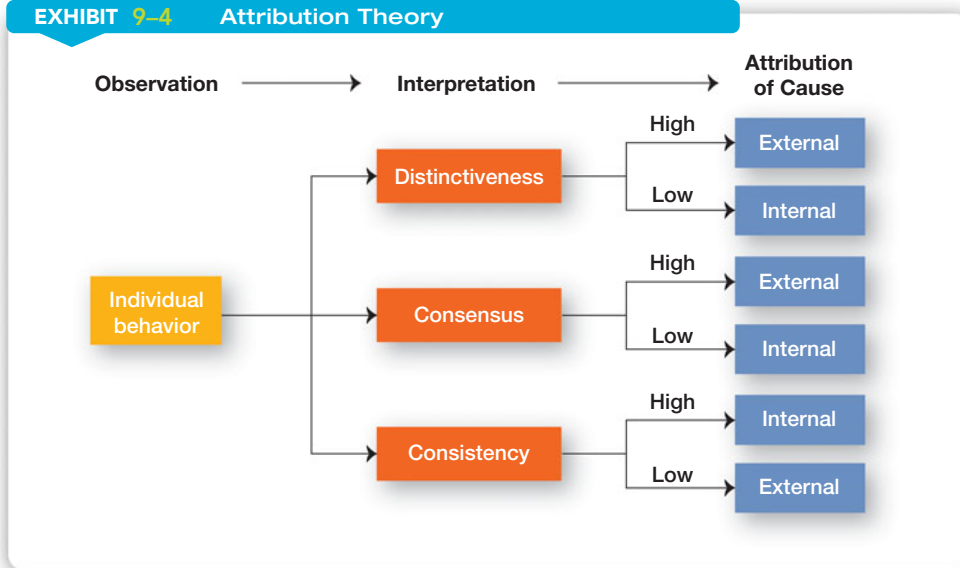 EXHIBIT 9–4 Attribution Theory
Observation
Interpretation
Attribution
of Cause
Individual
behavior
Distinctiveness
High
External
Low
Internal
Consensus
High
External
Low
Internal
Consistency
High
Internal
Low
External